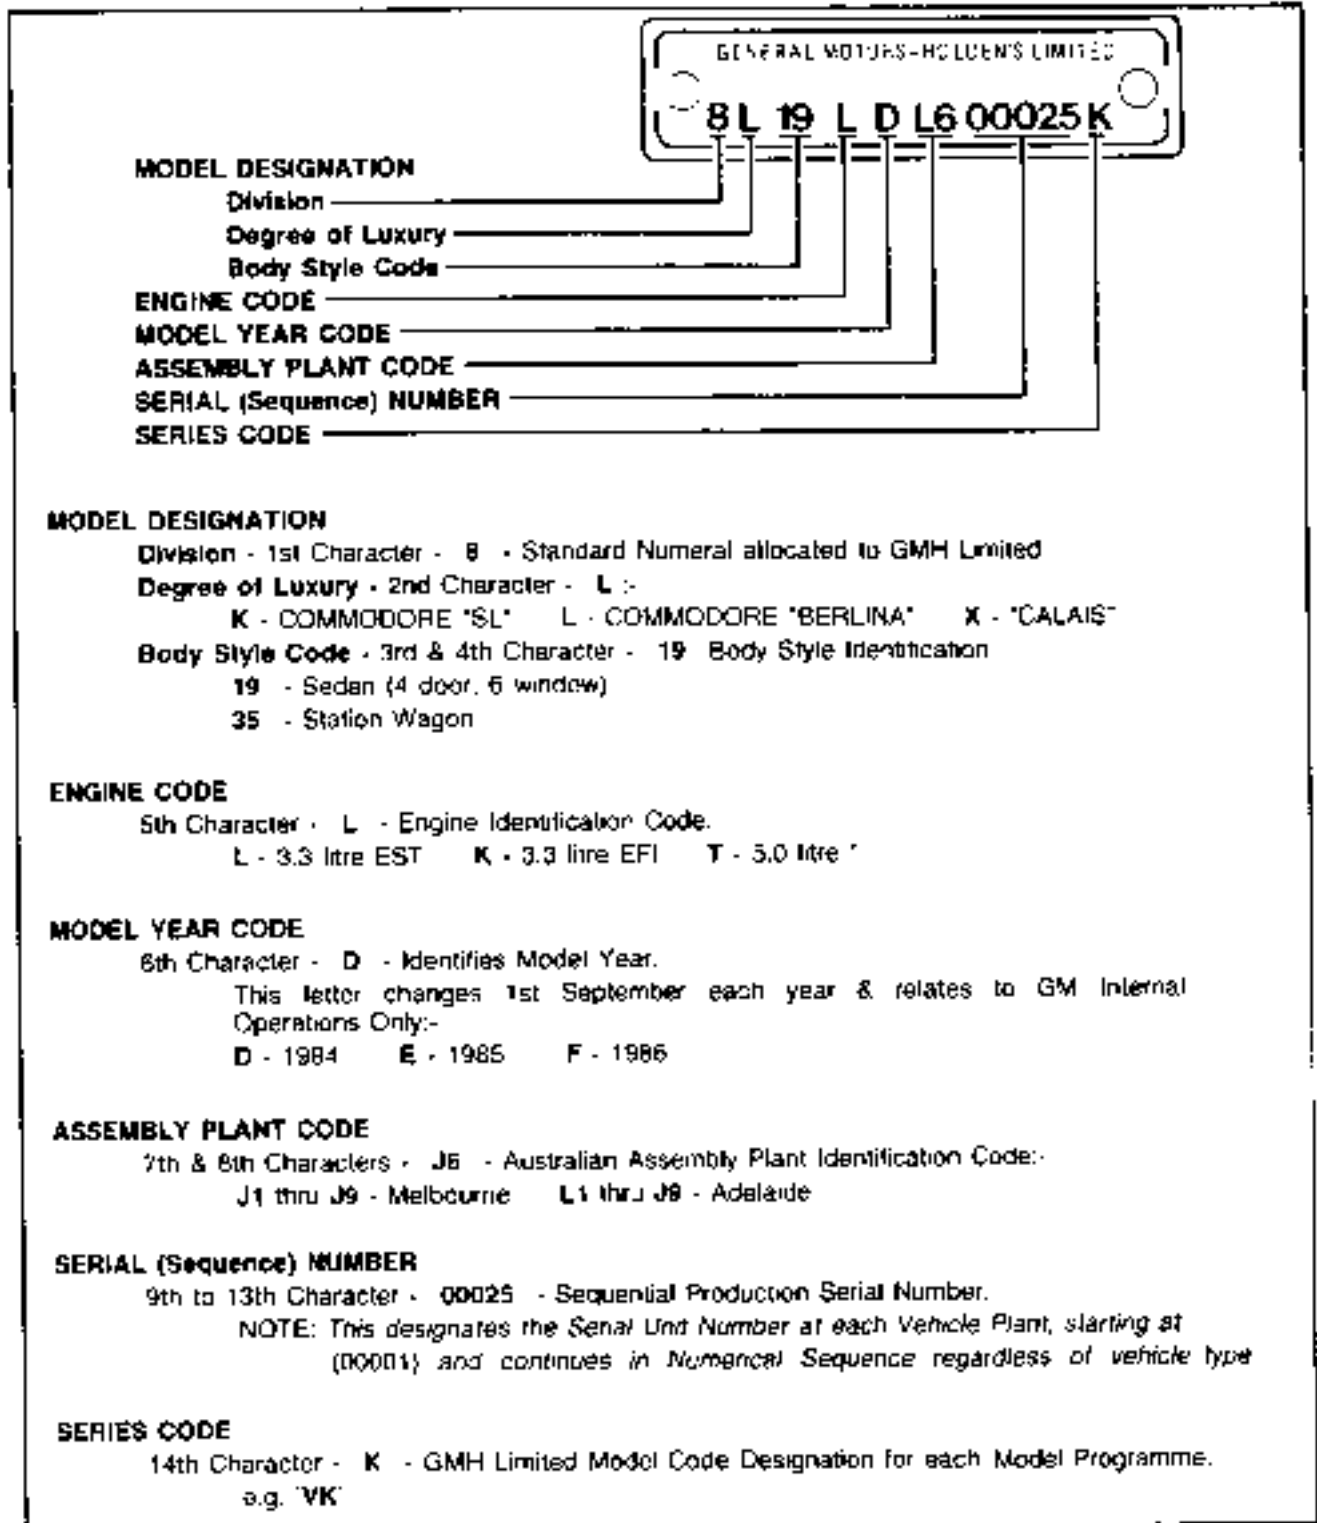 GENERAL MOTORS-HOLDEN'S LIMITED
8 L 19 L D L6 00025 K
MODEL DESIGNATION
Division
Degree of Luxury
Body Style Code
ENGINE CODE
MODEL YEAR CODE
ASSEMBLY PLANT CODE
SERIAL (Sequence) NUMBER
SERIES CODE
MODEL DESIGNATION
Division - 1st Character - 8 - Standard Numeral allocated to GMH Limited
Degree of Luxury - 2nd Character - L :-
K - COMMODORE "SL" L - COMMODORE "BERLINA" X - "CALAIS"
Body Style Code - 3rd & 4th Character - 19 Body Style Identification
19 - Sedan (4 door, 6 window)
35 - Station Wagon
ENGINE CODE
5th Character - L - Engine Identification Code.
L - 3.3 litre EST K - 3.3 litre EFI T - 5.0 litre *
MODEL YEAR CODE
6th Character - D - Identifies Model Year.
This letter changes 1st September each year & relates to GM Internal
Operations Only:-
D - 1984 E - 1985 F - 1986
ASSEMBLY PLANT CODE
7th & 8th Characters - J6 - Australian Assembly Plant Identification Code:-
J1 thru J9 - Melbourne L1 thru J9 - Adelaide
SERIAL (Sequence) NUMBER
9th to 13th Character - 00025 - Sequential Production Serial Number.
NOTE: This designates the Serial Unit Number at each Vehicle Plant, starting at
(00001) and continues in Numerical Sequence regardless of vehicle type
SERIES CODE
14th Character - K - GMH Limited Model Code Designation for each Model Programme.
e.g. 'VK'